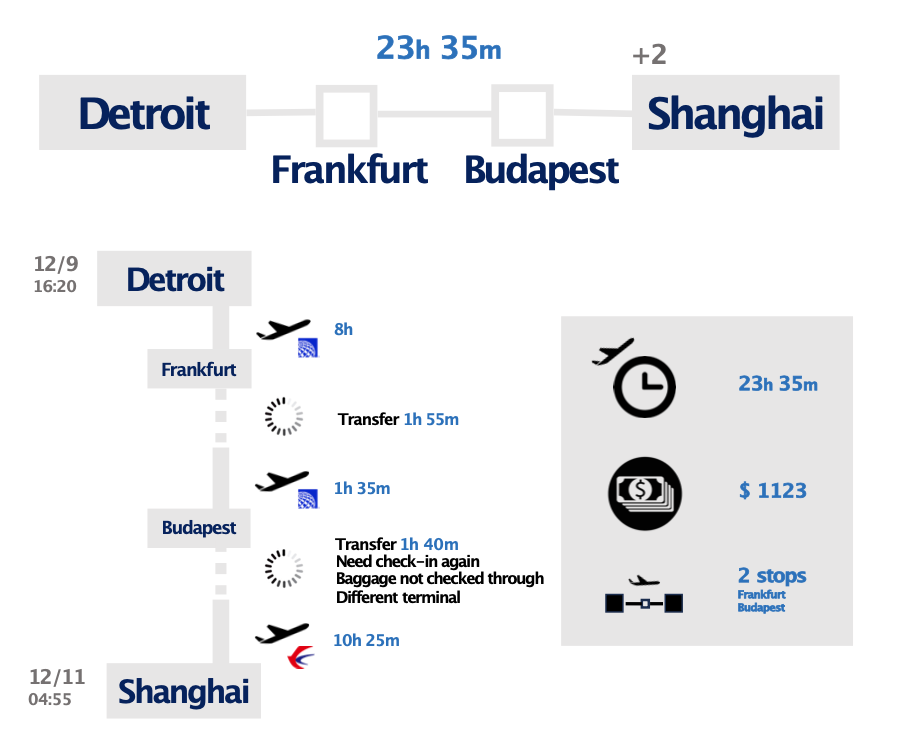 23h 35m
+2
Detroit
Shanghai
Frankfurt
Budapest
12/9
16:20
Detroit
8h
Frankfurt
Transfer 1h 55m
1h 35m
Budapest
Transfer 1h 40m
Need check-in again
Baggage not checked through
Different terminal
10h 25m
12/11
04:55
Shanghai
23h 35m
$ 1123
2 stops
Frankfurt
Budapest